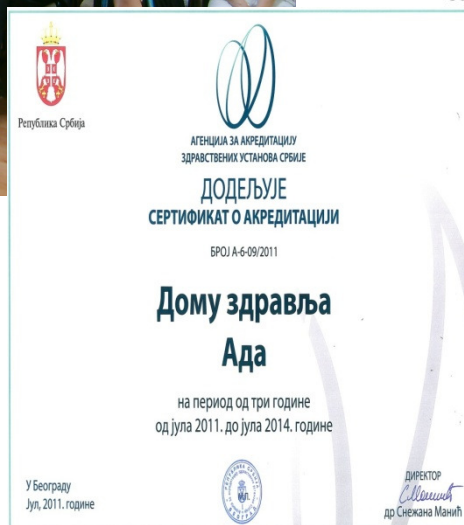 Република Србија
АГЕНЦИЈА ЗА АКРЕДИТАЦИЈУ
ЗДРАВСТВЕНИХ УСТАНОВА СРБИЈЕ
ДОДЕЉУЈЕ
СЕРТИФИКАТ О АКРЕДИТАЦИЈИ
БРОЈ А-6-09/2011
Дому здравља
Ада
на период од три године
од јула 2011. до јула 2014. године
У Београду
Јул, 2011. године
М.П.
ДИРЕКТОР
др Снежана Манић